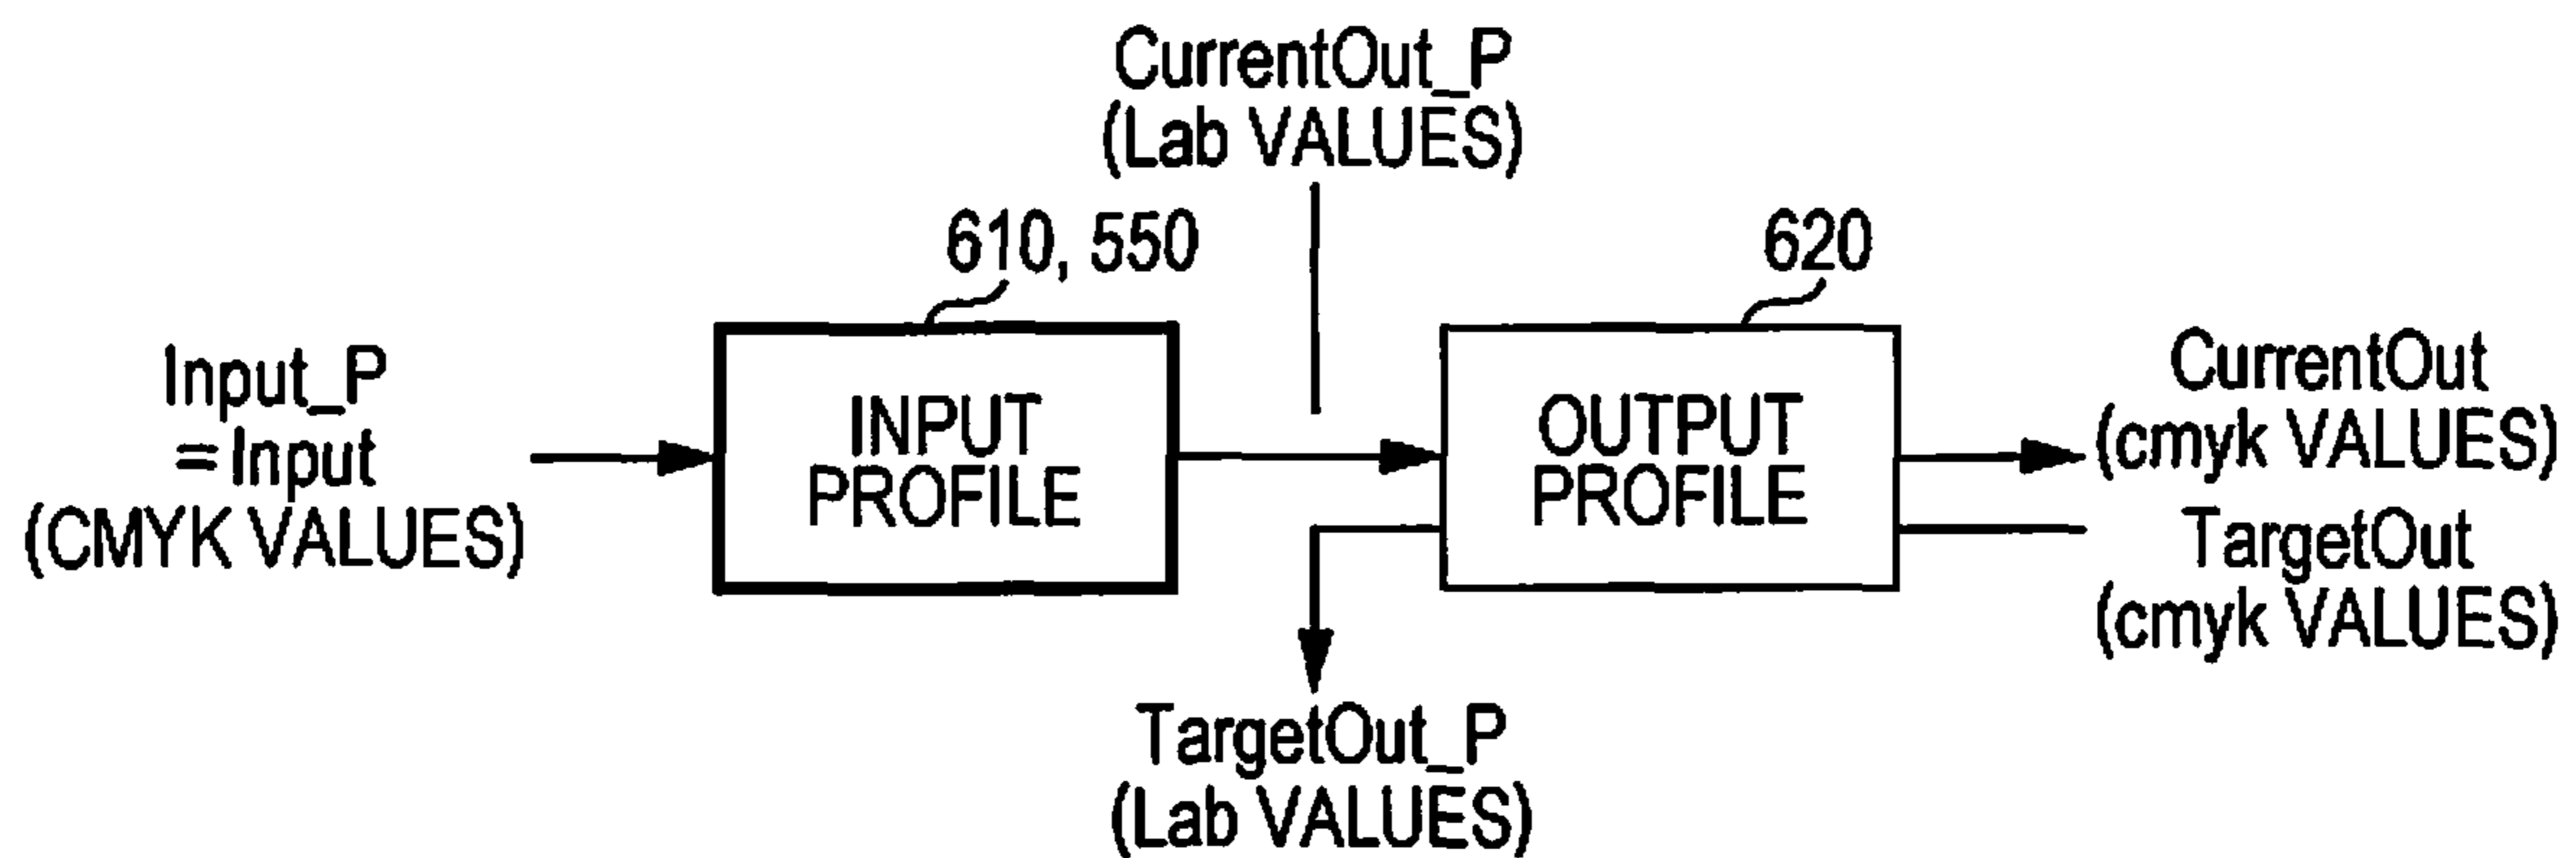 CurrentOut_P
(Lab VALUES)
610, 550
620
Input_P
=Input
(CMYK VALUES)
INPUT
PROFILE
OUTPUT
PROFILE
CurrentOut
(cmyk VALUES)
TargetOut
(cmyk VALUES)
TargetOut_P
(Lab VALUES)